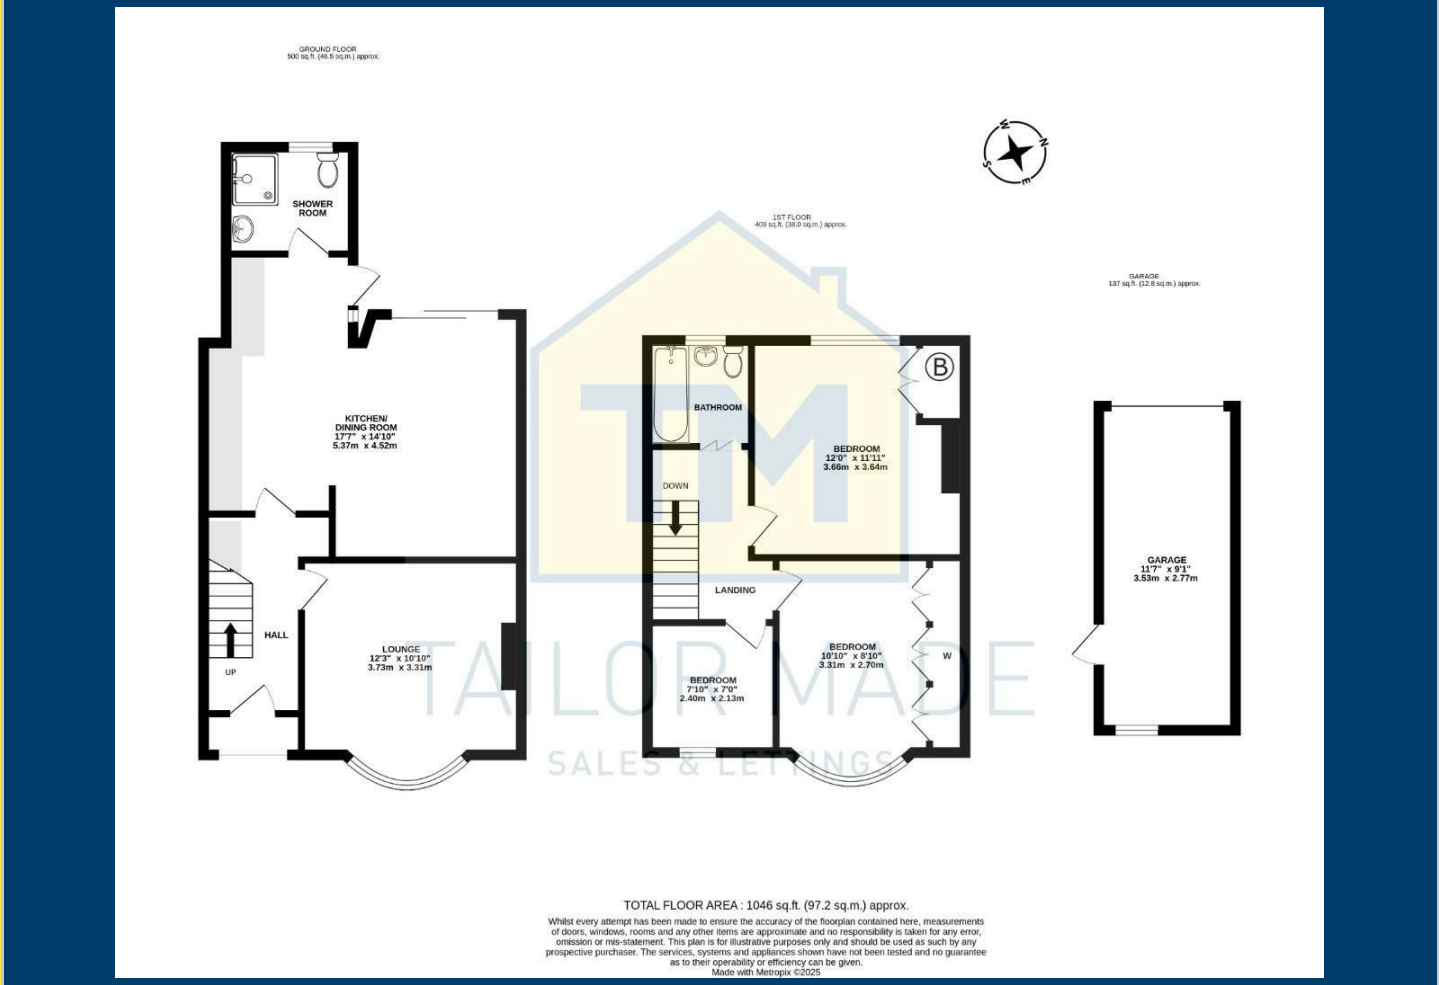 GROUND FLOOR
500 sq.ft. (46.5 sq.m.) approx.
W
N
S
E
1ST FLOOR
409 sq.ft. (38.0 sq.m.) approx.
GARAGE
137 sq.ft. (12.8 sq.m.) approx.
SHOWER
ROOM
KITCHEN/
DINING ROOM
17'7" x 14'10"
5.37m x 4.52m
HALL
UP
LOUNGE
12'3" x 10'10"
3.73m x 3.31m
BATHROOM
B
BEDROOM
12'0" x 11'11"
3.66m x 3.64m
DOWN
LANDING
BEDROOM
10'10" x 8'10"
3.31m x 2.70m
W
BEDROOM
7'10" x 7'0"
2.40m x 2.13m
GARAGE
11'7" x 9'1"
3.53m x 2.77m
TM
TAILOR MADE
SALES & LETTINGS
TOTAL FLOOR AREA : 1046 sq.ft. (97.2 sq.m.) approx.
Whilst every attempt has been made to ensure the accuracy of the floorplan contained here, measurements
of doors, windows, rooms and any other items are approximate and no responsibility is taken for any error,
omission or mis-statement. This plan is for illustrative purposes only and should be used as such by any
prospective purchaser. The services, systems and appliances shown have not been tested and no guarantee
as to their operability or efficiency can be given.
Made with Metropix ©2025